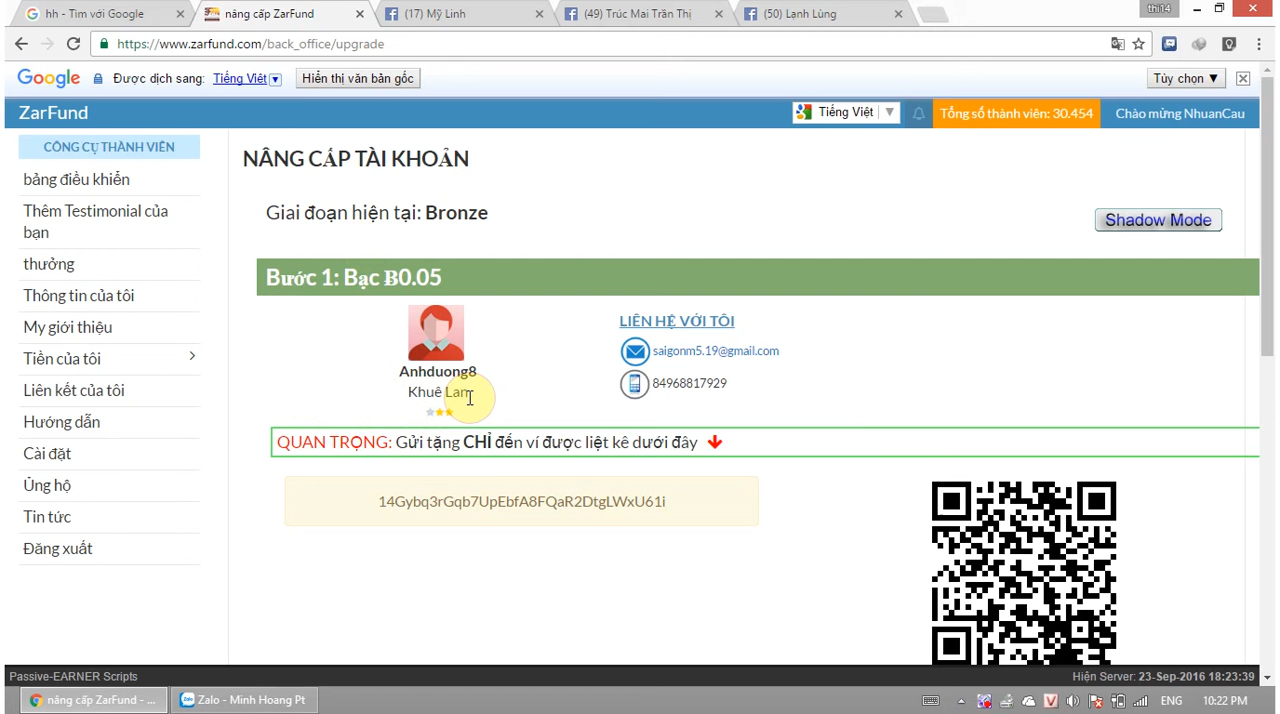 hh - Tìm với Google
nâng cấp ZarFund
(17) Mỹ Linh
(49) Trúc Mai Trần Thị
(50) Lạnh Lùng
thi14
https://www.zarfund.com/back_office/upgrade
Google Được dịch sang: Tiếng Việt Hiển thị văn bản gốc Tùy chọn ▼
ZarFund
Tiếng Việt
Tổng số thành viên: 30.454
Chào mừng NhuanCau
CÔNG CỤ THÀNH VIÊN
bảng điều khiển
Thêm Testimonial của
bạn
thưởng
Thông tin của tôi
My giới thiệu
Tiền của tôi
Liên kết của tôi
Hướng dẫn
Cài đặt
Ủng hộ
Tin tức
Đăng xuất
NÂNG CẤP TÀI KHOẢN
Giai đoạn hiện tại: Bronze
Shadow Mode
Bước 1: Bạc Ƀ0.05
Anhduong8
Khuê Lan
LIÊN HỆ VỚI TÔI
saigonm5.19@gmail.com
84968817929
QUAN TRỌNG: Gửi tặng CHỈ đến ví được liệt kê dưới đây
14Gybq3rGqb7UpEbfA8FQaR2DtgLWxU61i
Passive-EARNER Scripts
Hiện Server: 23-Sep-2016 18:23:39
nâng cấp ZarFund - ...
Zalo - Minh Hoang Pt
ENG
10:22 PM